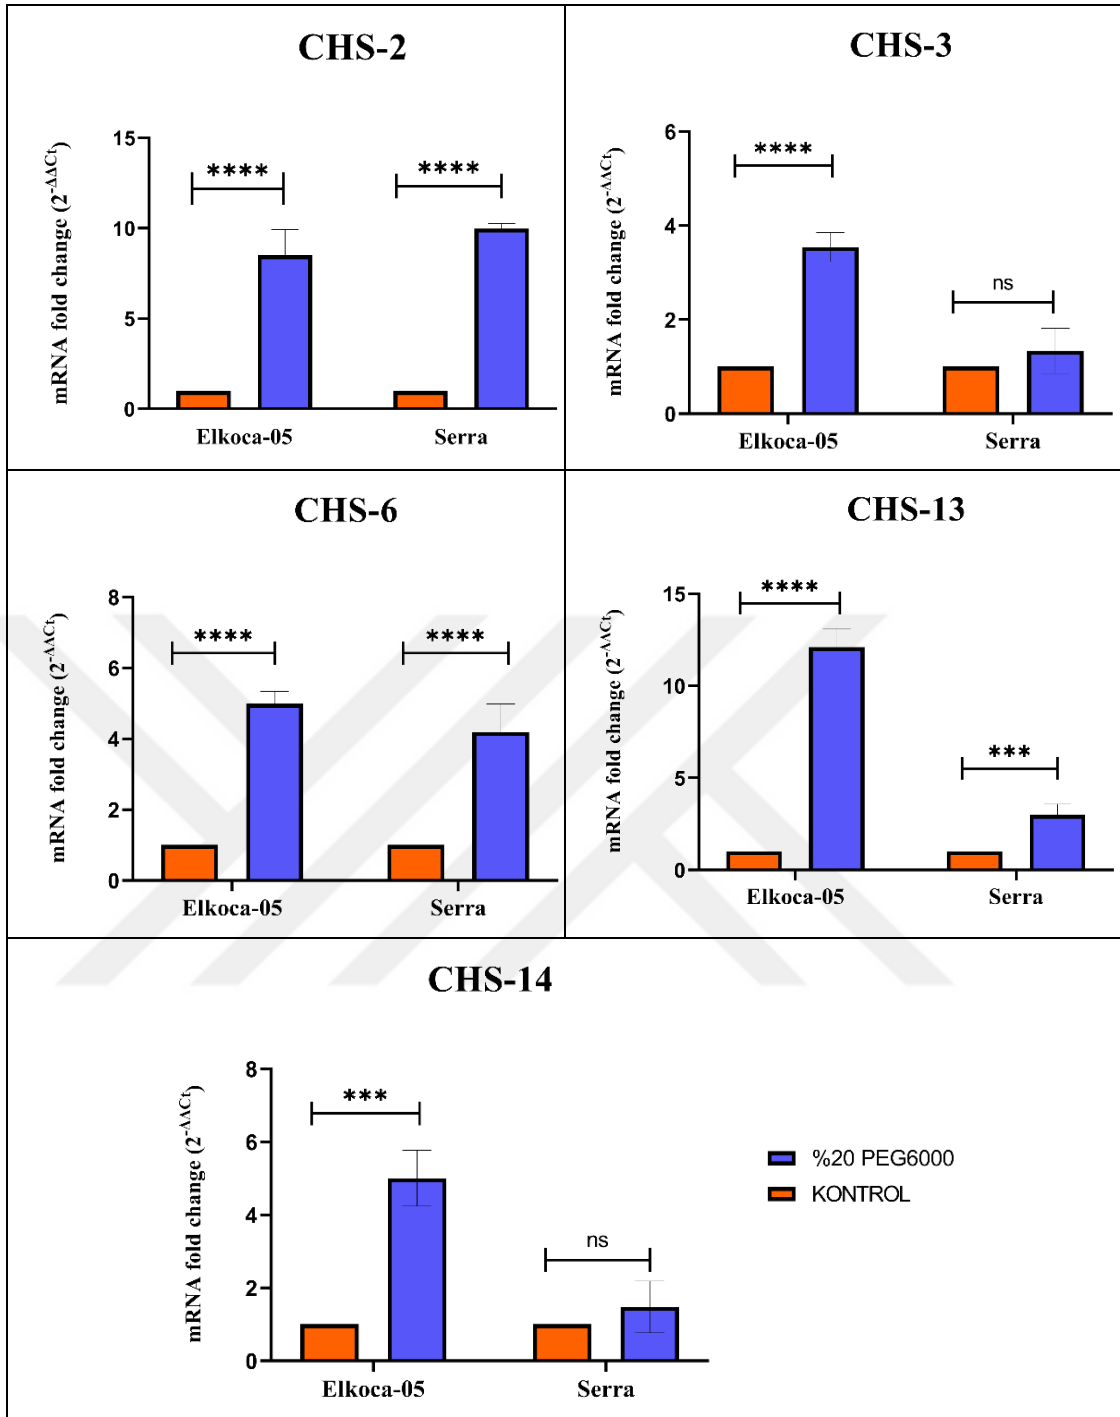 CHS-2
mRNA fold change (2^-ΔΔCt)
15
10
5
0
****
****
Elkoca-05
Serra
CHS-3
mRNA fold change (2^-ΔΔCt)
6
4
2
0
****
ns
Elkoca-05
Serra
CHS-6
mRNA fold change (2^-ΔΔCt)
8
6
4
2
0
****
****
Elkoca-05
Serra
CHS-13
mRNA fold change (2^-ΔΔCt)
15
10
5
0
****
***
Elkoca-05
Serra
CHS-14
mRNA fold change (2^-ΔΔCt)
8
6
4
2
0
***
ns
Elkoca-05
Serra
%20 PEG6000
KONTROL